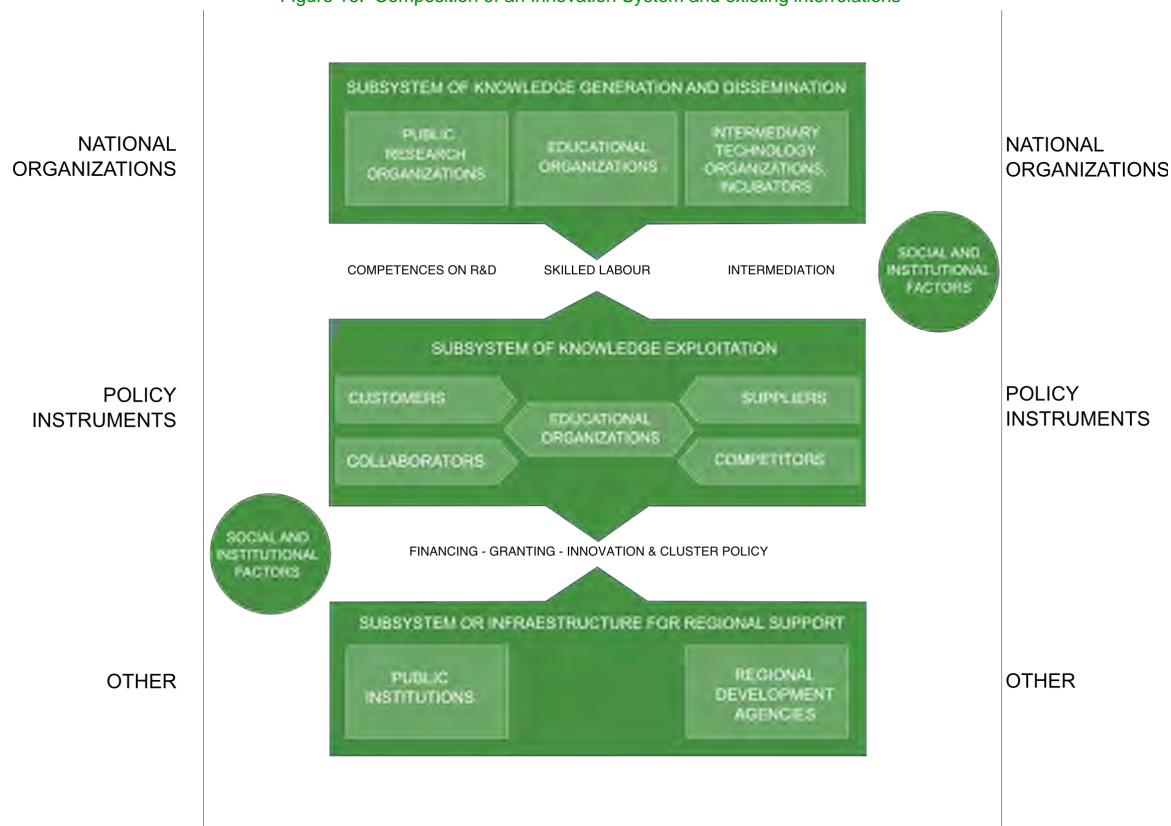 Composition of an Innovation System and existing interrelations
SUBSYSTEM OF KNOWLEDGE GENERATION AND DISSEMINATION
NATIONAL
ORGANIZATIONS
PUBLIC
RESEARCH
ORGANIZATIONS
EDUCATIONAL
ORGANIZATIONS
INTERMEDIARY
TECHNOLOGY
ORGANIZATIONS,
INCUBATORS
NATIONAL
ORGANIZATIONS
COMPETENCES ON R&D
SKILLED LABOUR
INTERMEDIATION
SOCIAL AND
INSTITUTIONAL
FACTORS
SUBSYSTEM OF KNOWLEDGE EXPLOITATION
POLICY
INSTRUMENTS
CUSTOMERS
COLLABORATORS
EDUCATIONAL
ORGANIZATIONS
SUPPLIERS
COMPETITORS
POLICY
INSTRUMENTS
SOCIAL AND
INSTITUTIONAL
FACTORS
FINANCING - GRANTING - INNOVATION & CLUSTER POLICY
SUBSYSTEM OR INFRAESTRUCTURE FOR REGIONAL SUPPORT
OTHER
PUBLIC
INSTITUTIONS
REGIONAL
DEVELOPMENT
AGENCIES
OTHER